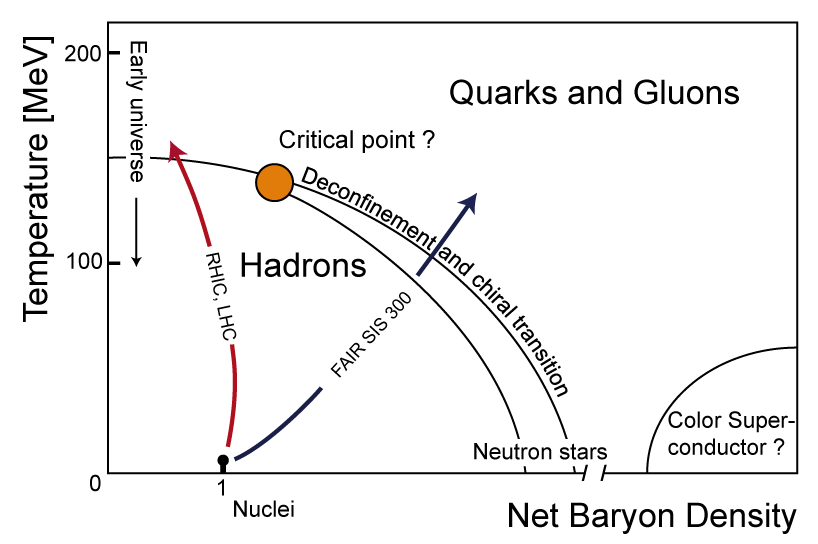 Temperature [MeV]
200
100
0
Early universe
Quarks and Gluons
Critical point ?
Deconfinement and chiral transition
Hadrons
RHIC, LHC
FAIR SIS 300
Color Super-
conductor ?
Neutron stars
1
Nuclei
Net Baryon Density